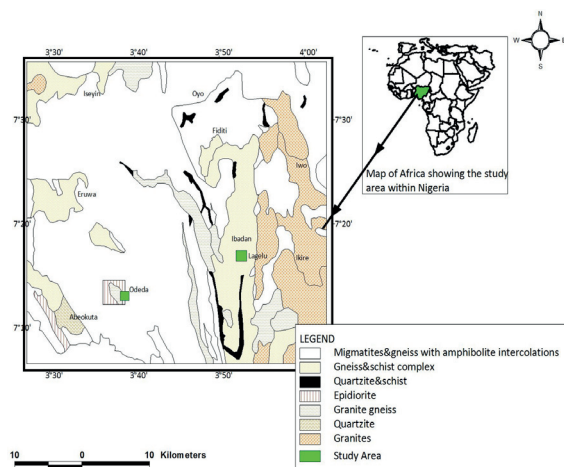 3°30'
3°40'
3°50'
4°00'
N
W
E
S
Iseyin
Oyo
7°30'
7°30'
Fiditi
Iwo
Eruwa
7°20'
7°20'
Ibadan
Lagelu
Ikire
Odeda
Abeokuta
7°10'
3°30'
3°40'
3°50'
Map of Africa showing the study
area within Nigeria
LEGEND
Migmatites&gneiss with amphibolite intercolations
Gneiss&schist complex
Quartzite&schist
Epidiorite
Granite gneiss
Quartzite
Granites
Study Area
10
0
10 Kilometers